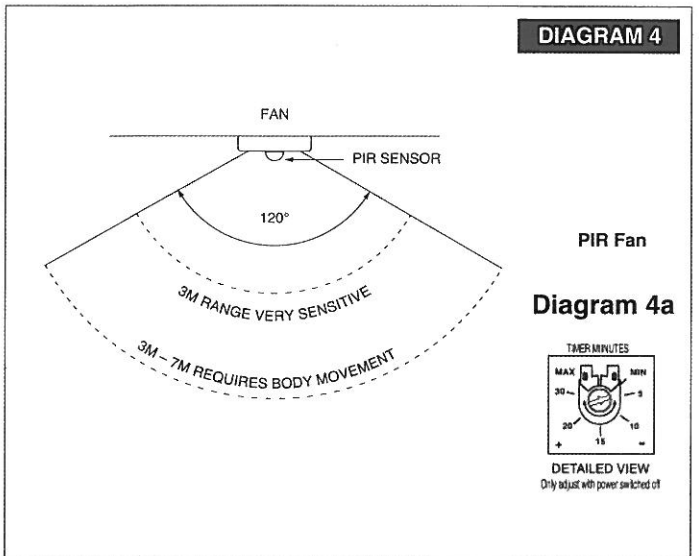 DIAGRAM 4
FAN
PIR SENSOR
120°
3M RANGE VERY SENSITIVE
3M – 7M REQUIRES BODY MOVEMENT
PIR Fan
Diagram 4a
TIMER MINUTES
MAX MIN
30 5
20 10
15
+ -
DETAILED VIEW
Only adjust with power switched off